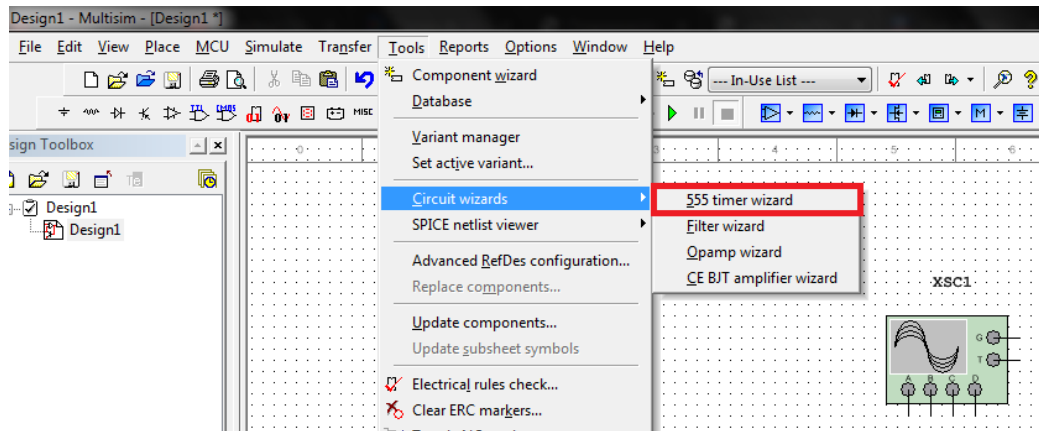 Design1 - Multisim - [Design1 *]
File Edit View Place MCU Simulate Transfer Tools Reports Options Window Help
Component wizard
--- In-Use List ---
Database
MISC
Variant manager
sign Toolbox
Set active variant...
Circuit wizards
555 timer wizard
Design1
SPICE netlist viewer
Filter wizard
Design1
Opamp wizard
Advanced RefDes configuration...
CE BJT amplifier wizard
Replace components...
XSC1
Update components...
Update subsheet symbols
G
T
A B C D
Electrical rules check...
Clear ERC markers...